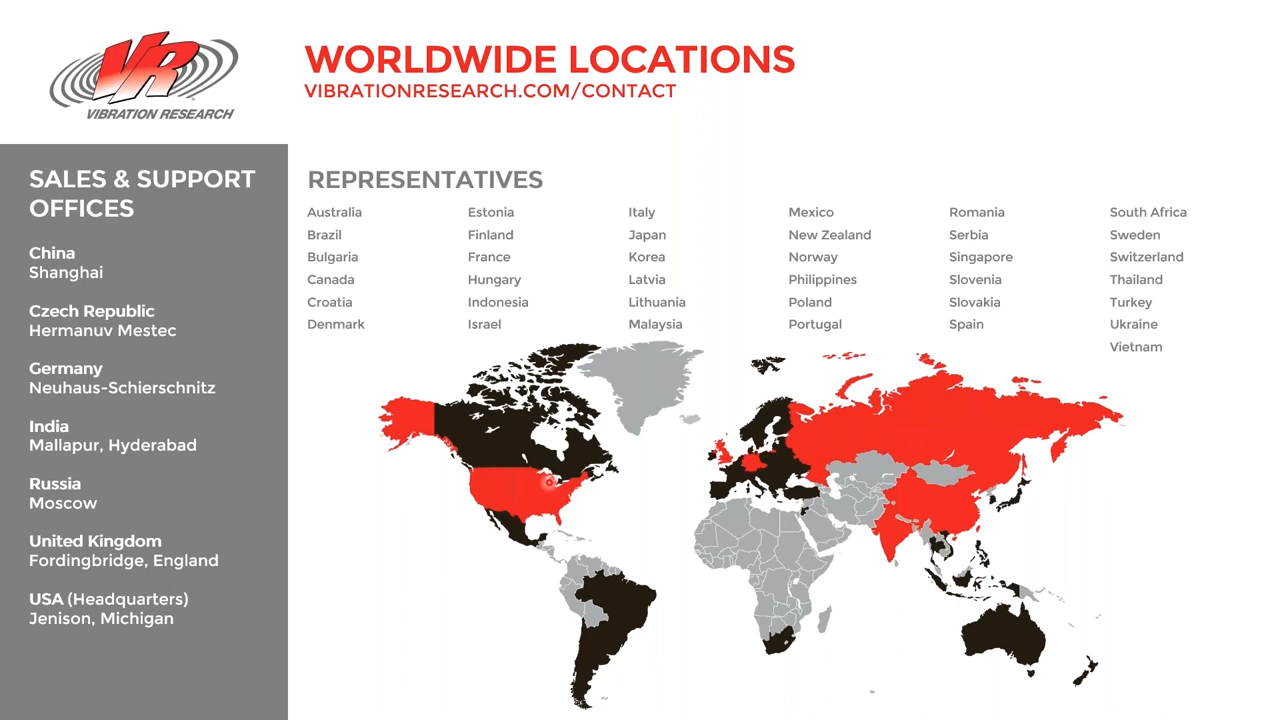 VR
VIBRATION RESEARCH
WORLDWIDE LOCATIONS
VIBRATIONRESEARCH.COM/CONTACT
SALES & SUPPORT
OFFICES
China
Shanghai
Czech Republic
Hermanuv Mestec
Germany
Neuhaus-Schierschnitz
India
Mallapur, Hyderabad
Russia
Moscow
United Kingdom
Fordingbridge, England
USA (Headquarters)
Jenison, Michigan
REPRESENTATIVES
Australia
Brazil
Bulgaria
Canada
Croatia
Denmark
Estonia
Finland
France
Hungary
Indonesia
Israel
Italy
Japan
Korea
Latvia
Lithuania
Malaysia
Mexico
New Zealand
Norway
Philippines
Poland
Portugal
Romania
Serbia
Singapore
Slovenia
Slovakia
Spain
South Africa
Sweden
Switzerland
Thailand
Turkey
Ukraine
Vietnam